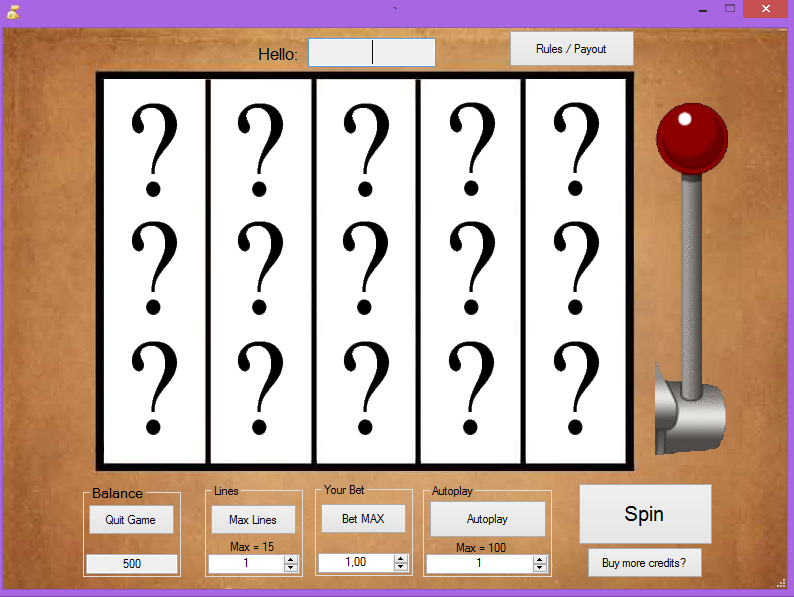 `
Hello:
Rules / Payout
? ? ? ? ?
? ? ? ? ?
? ? ? ? ?
Balance
Quit Game
500
Lines
Max Lines
Max = 15
1
Your Bet
Bet MAX
1,00
Autoplay
Autoplay
Max = 100
1
Spin
Buy more credits?